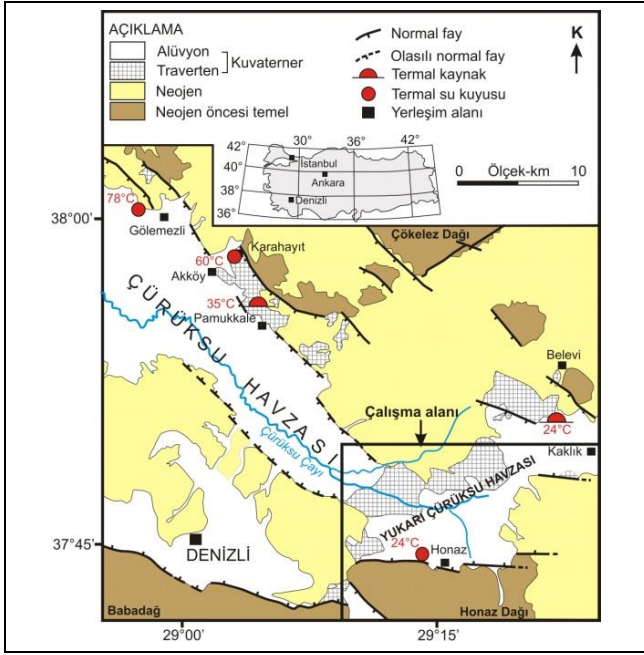 AÇIKLAMA
Alüvyon
Traverten
Kuvaterner
Neojen
Neojen öncesi temel
Normal fay
Olasılı normal fay
Termal kaynak
Termal su kuyusu
Yerleşim alanı
K
42°
40°
38°
36°
30°
36°
42°
İstanbul
Ankara
Denizli
0 Ölçek-km 10
78°C
38°00'
Gölemezli
Çökelez Dağı
60°C
Karahayıt
Akköy
35°C
Pamukkale
ÇÜRÜKSU HAVZASI
Çürüksu Çayı
Belevi
24°C
Çalışma alanı
Kaklık
YUKARI ÇÜRÜKSU HAVZASI
37°45'
DENİZLİ
24°C
Honaz
Babadağ
Honaz Dağı
29°00'
29°15'